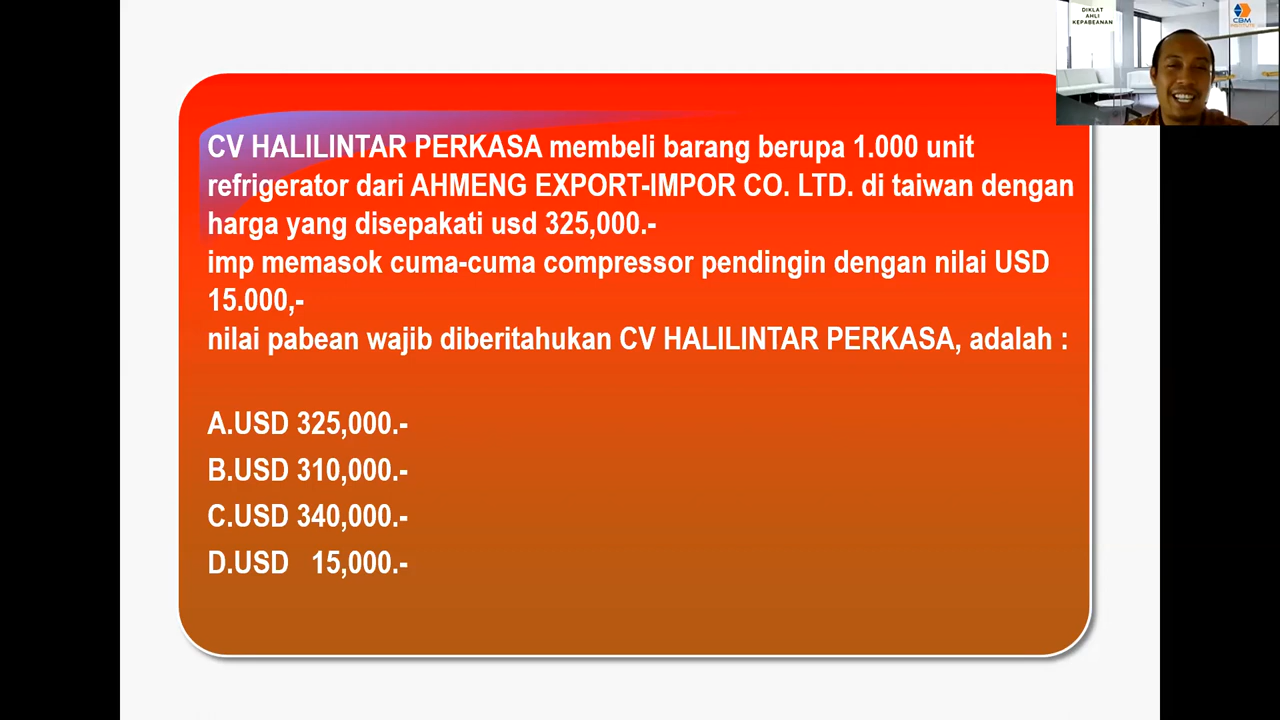 DIKLAT
AHLI
KEPABEANAN
CBM
INSTITUTE
CV HALILINTAR PERKASA membeli barang berupa 1.000 unit
refrigerator dari AHMENG EXPORT-IMPOR CO. LTD. di taiwan dengan
harga yang disepakati usd 325,000.-
imp memasok cuma-cuma compressor pendingin dengan nilai USD
15.000,-
nilai pabean wajib diberitahukan CV HALILINTAR PERKASA, adalah :
A.USD 325,000.-
B.USD 310,000.-
C.USD 340,000.-
D.USD   15,000.-